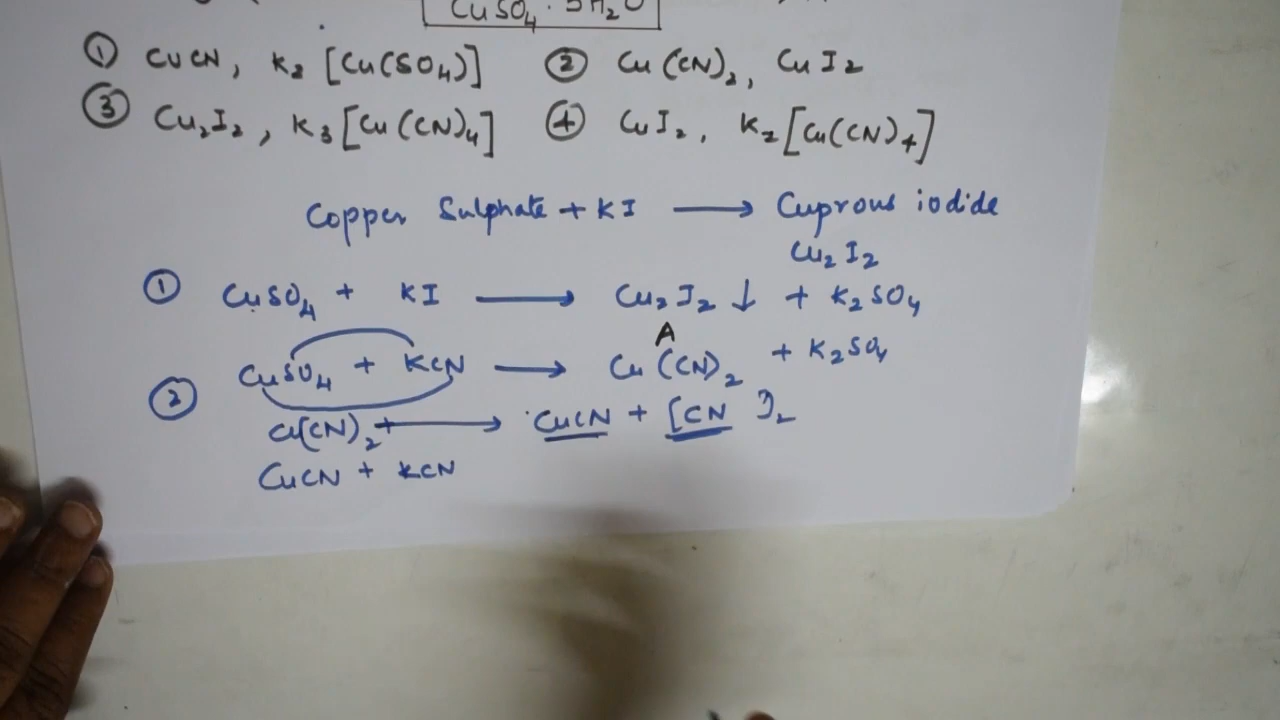 CuSO4 . 5H2O
① CuCN, K2 [Cu(SO4)] ② Cu(CN)2, CuI2
③ Cu2I2, K3[Cu(CN)4] ④ CuI2, K2[Cu(CN)4]
Copper Sulphate + KI ⟶ Cuprous iodide
Cu2I2
① CuSO4 + KI ⟶ Cu2I2 ↓ + K2SO4
A
② CuSO4 + KCN ⟶ Cu(CN)2 + K2SO4
Cu(CN)2 ⟶ CuCN + [CN]2
CuCN + KCN